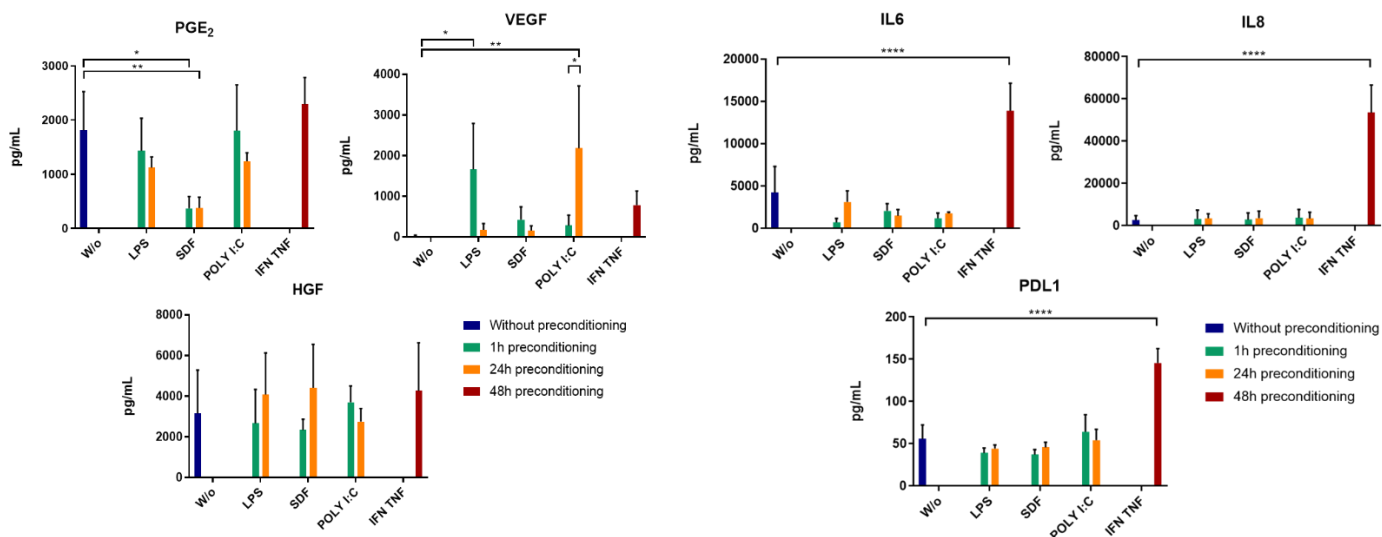 PGE₂
*
**
3000
2000
1000
0
pg/mL
W/o
LPS
SDF
POLY I:C
IFN TNF
VEGF
*
**
*
4000
3000
2000
1000
0
pg/mL
W/o
LPS
SDF
POLY I:C
IFN TNF
IL6
****
20000
15000
10000
5000
0
pg/mL
W/o
LPS
SDF
POLY I:C
IFN TNF
IL8
****
80000
60000
40000
20000
0
pg/mL
W/o
LPS
SDF
POLY I:C
IFN TNF
HGF
8000
6000
4000
2000
0
pg/mL
W/o
LPS
SDF
POLY I:C
IFN TNF
Without preconditioning
1h preconditioning
24h preconditioning
48h preconditioning
PDL1
****
200
150
100
50
0
pg/mL
W/o
LPS
SDF
POLY I:C
IFN TNF
Without preconditioning
1h preconditioning
24h preconditioning
48h preconditioning